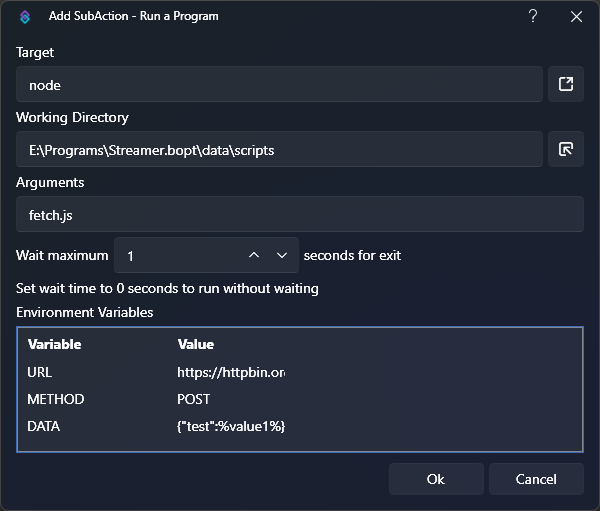 Add SubAction - Run a Program
?
Target
node
Working Directory
E:\Programs\Streamer.bopt\data\scripts
Arguments
fetch.js
Wait maximum 1 seconds for exit
Set wait time to 0 seconds to run without waiting
Environment Variables
Variable Value
URL https://httpbin.or
METHOD POST
DATA {"test":%value1%}
Ok Cancel